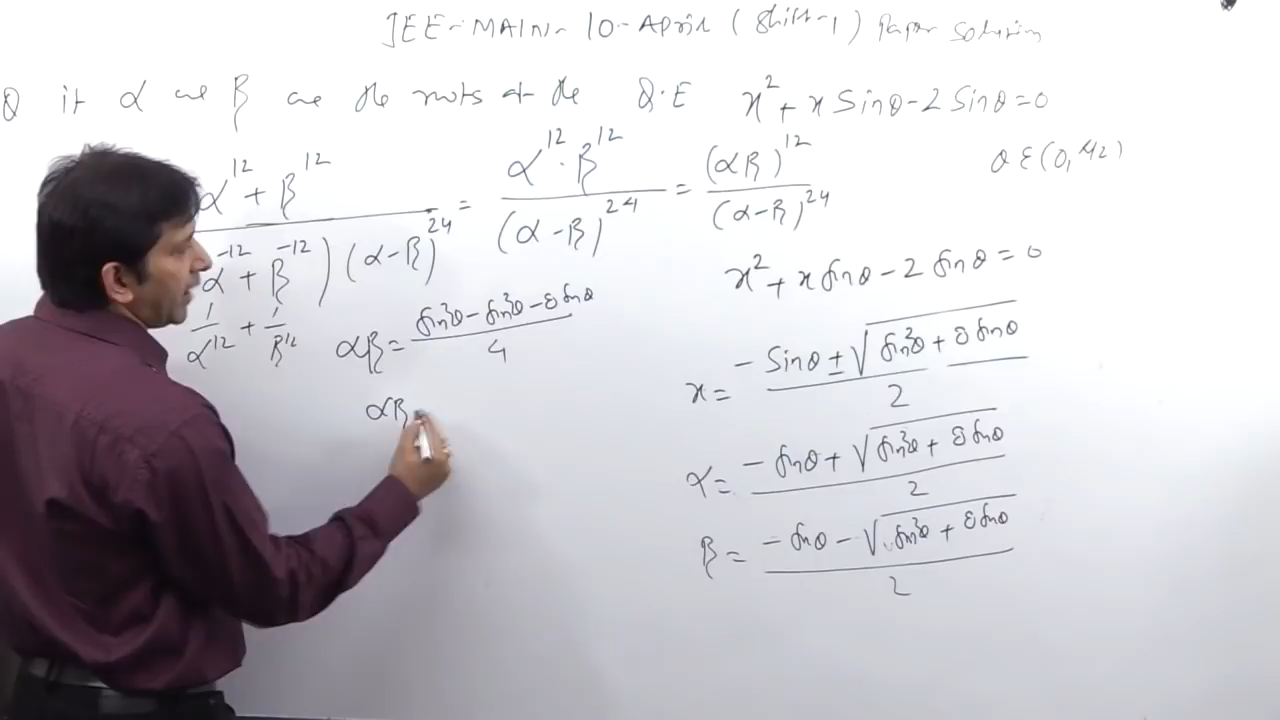 JEE-MAIN-10-April (Shift-1) Paper Solution
Q if α and β are the roots of the Q.E x² + x Sinθ - 2 Sinθ = 0
θ ∈ (0, π/2)
α¹² + β¹² / (α⁻¹² + β⁻¹²) (α-β)²⁴ = α¹² · β¹² / (α-β)²⁴ = (αβ)¹² / (α-β)²⁴
1/α¹² + 1/β¹²
x² + x sinθ - 2 sinθ = 0
αβ = sin²θ - sin²θ - 8 sinθ / 4
x = - Sinθ ± √sin²θ + 8 sinθ / 2
αβ
α = - sinθ + √sin²θ + 8 sinθ / 2
β = - sinθ - √sin²θ + 8 sinθ / 2